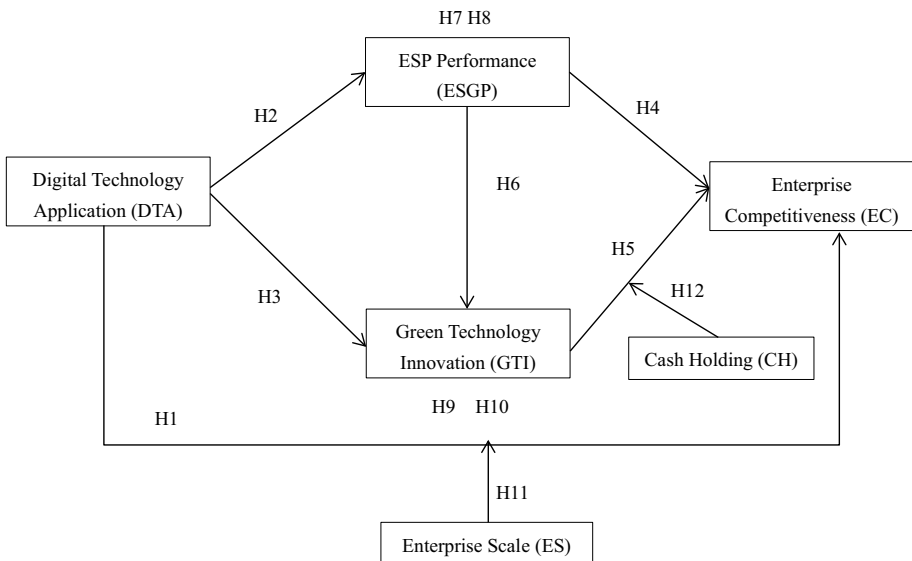 H7 H8
ESP Performance
(ESGP)
H2
H4
Digital Technology
Application (DTA)
H6
Enterprise
Competitiveness (EC)
H5
H3
H12
Green Technology
Innovation (GTI)
Cash Holding (CH)
H9 H10
H1
H11
Enterprise Scale (ES)